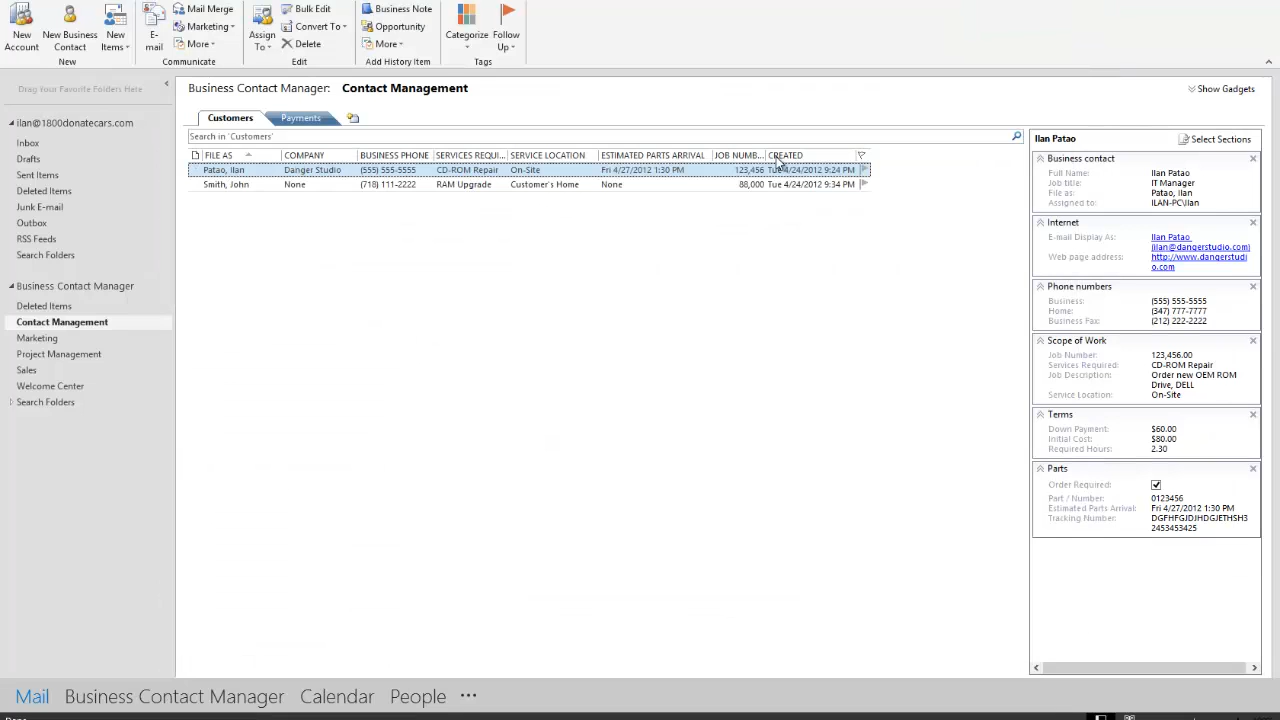 New Account
New Business Contact
New Items
New
E-mail
Mail Merge
Marketing
More
Communicate
Assign To
Bulk Edit
Convert To
Delete
Edit
Business Note
Opportunity
More
Add History Item
Categorize
Follow Up
Tags
Drag Your Favorite Folders Here
ilan@1800donatecars.com
Inbox
Drafts
Sent Items
Deleted Items
Junk E-mail
Outbox
RSS Feeds
Search Folders
Business Contact Manager
Deleted Items
Contact Management
Marketing
Project Management
Sales
Welcome Center
Search Folders
Business Contact Manager: Contact Management
Show Gadgets
Customers Payments
Search in 'Customers'
FILE AS COMPANY BUSINESS PHONE SERVICES REQUI... SERVICE LOCATION ESTIMATED PARTS ARRIVAL JOB NUMB... CREATED
Patao, Ilan Danger Studio (555) 555-5555 CD-ROM Repair On-Site Fri 4/27/2012 1:30 PM 123,456 Tue 4/24/2012 9:24 PM
Smith, John None (718) 111-2222 RAM Upgrade Customer's Home None 88,000 Tue 4/24/2012 9:34 PM
Ilan Patao Select Sections
Business contact
Full Name: Ilan Patao
Job title: IT Manager
File as: Patao, Ilan
Assigned to: ILAN-PC\Ilan
Internet
E-mail Display As: Ilan Patao
(ilan@dangerstudio.com)
Web page address: http://www.dangerstudi
o.com
Phone numbers
Business: (555) 555-5555
Home: (347) 777-7777
Business Fax: (212) 222-2222
Scope of Work
Job Number: 123,456.00
Services Required: CD-ROM Repair
Job Description: Order new OEM ROM
Drive, DELL
Service Location: On-Site
Terms
Down Payment: $60.00
Initial Cost: $80.00
Required Hours: 2.30
Parts
Order Required:
Part / Number: 0123456
Estimated Parts Arrival: Fri 4/27/2012 1:30 PM
Tracking Number: DGFHFGJDJHDGJETHSH3
2453453425
Mail Business Contact Manager Calendar People •••